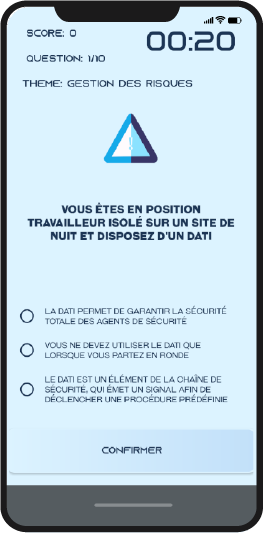 SCORE: 0
00:20
QUESTION: 1/10
THEME: GESTION DES RISQUES
VOUS ÊTES EN POSITION
TRAVAILLEUR ISOLÉ SUR UN SITE DE
NUIT ET DISPOSEZ D'UN DATI
LA DATI PERMET DE GARANTIR LA SÉCURITÉ
TOTALE DES AGENTS DE SÉCURITÉ
VOUS NE DEVEZ UTILISER LE DATI QUE
LORSQUE VOUS PARTEZ EN RONDE
LE DATI EST UN ÉLÉMENT DE LA CHAÎNE DE
SÉCURITÉ, QUI ÉMET UN SIGNAL AFIN DE
DÉCLENCHER UNE PROCÉDURE PRÉDÉFINIE
CONFIRMER